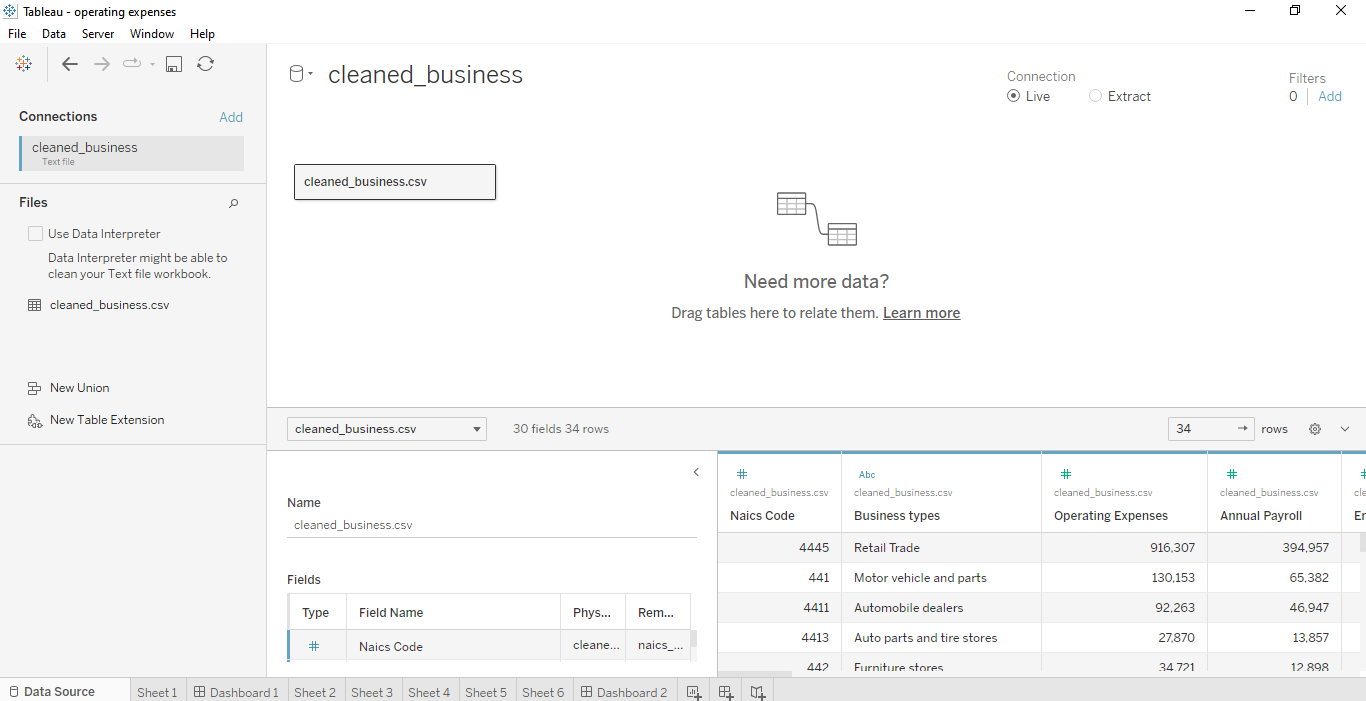 Tableau - operating expenses
File Data Server Window Help
Connections Add
cleaned_business
Text file
Files
Use Data Interpreter
Data Interpreter might be able to
clean your Text file workbook.
cleaned_business.csv
New Union
New Table Extension
cleaned_business
Connection
Live Extract
Filters
0 Add
cleaned_business.csv
Need more data?
Drag tables here to relate them. Learn more
cleaned_business.csv 30 fields 34 rows 34 rows
Name
cleaned_business.csv
Fields
Type Field Name Phys... Rem...
Naics Code cleane... naics_...
Abc
cleaned_business.csv cleaned_business.csv cleaned_business.csv cleaned_business.csv cle
Naics Code Business types Operating Expenses Annual Payroll En
4445 Retail Trade 916,307 394,957
441 Motor vehicle and parts 130,153 65,382
4411 Automobile dealers 92,263 46,947
4413 Auto parts and tire stores 27,870 13,857
442 Furniture stores 34,721 12,898
Data Source Sheet 1 Dashboard 1 Sheet 2 Sheet 3 Sheet 4 Sheet 5 Sheet 6 Dashboard 2